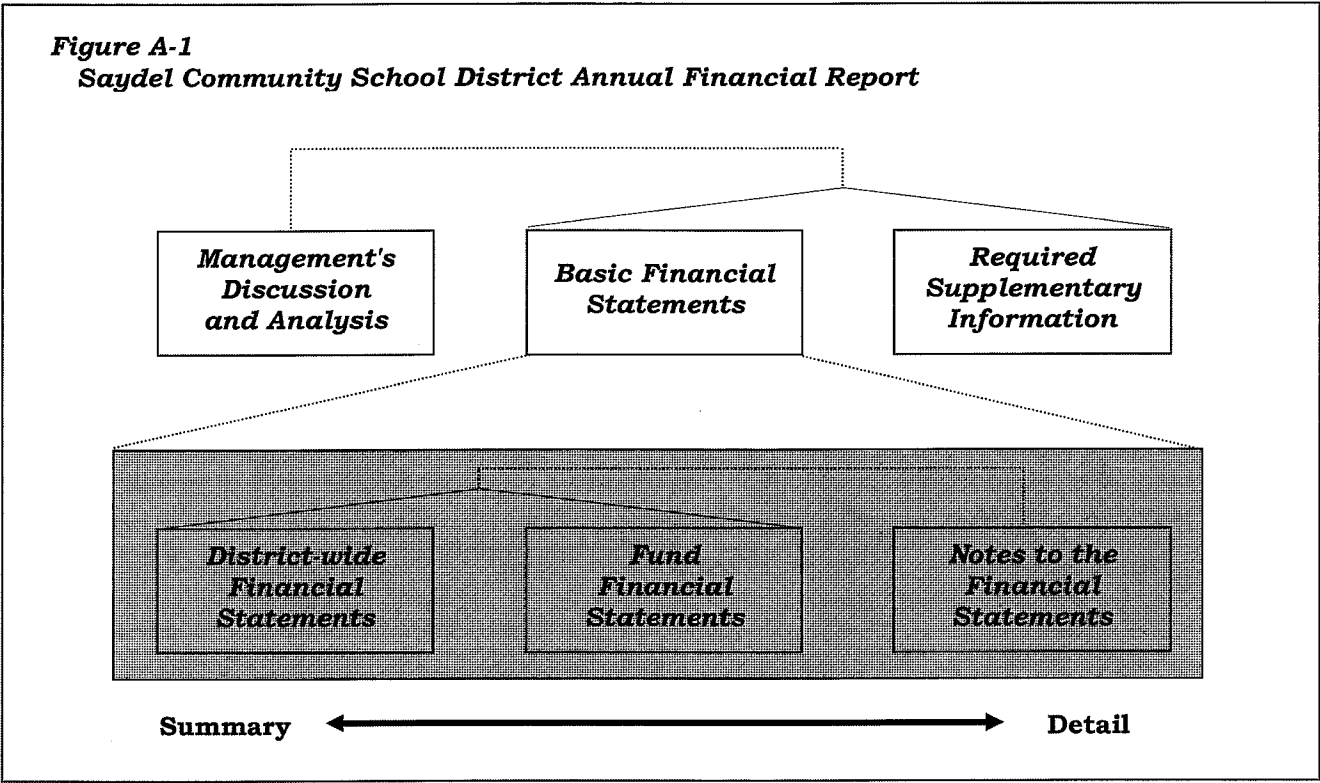 Figure A-1
Saydel Community School District Annual Financial Report
Management's
Discussion
and Analysis
Basic Financial
Statements
Required
Supplementary
Information
District-wide
Financial
Statements
Fund
Financial
Statements
Notes to the
Financial
Statements
Summary
Detail